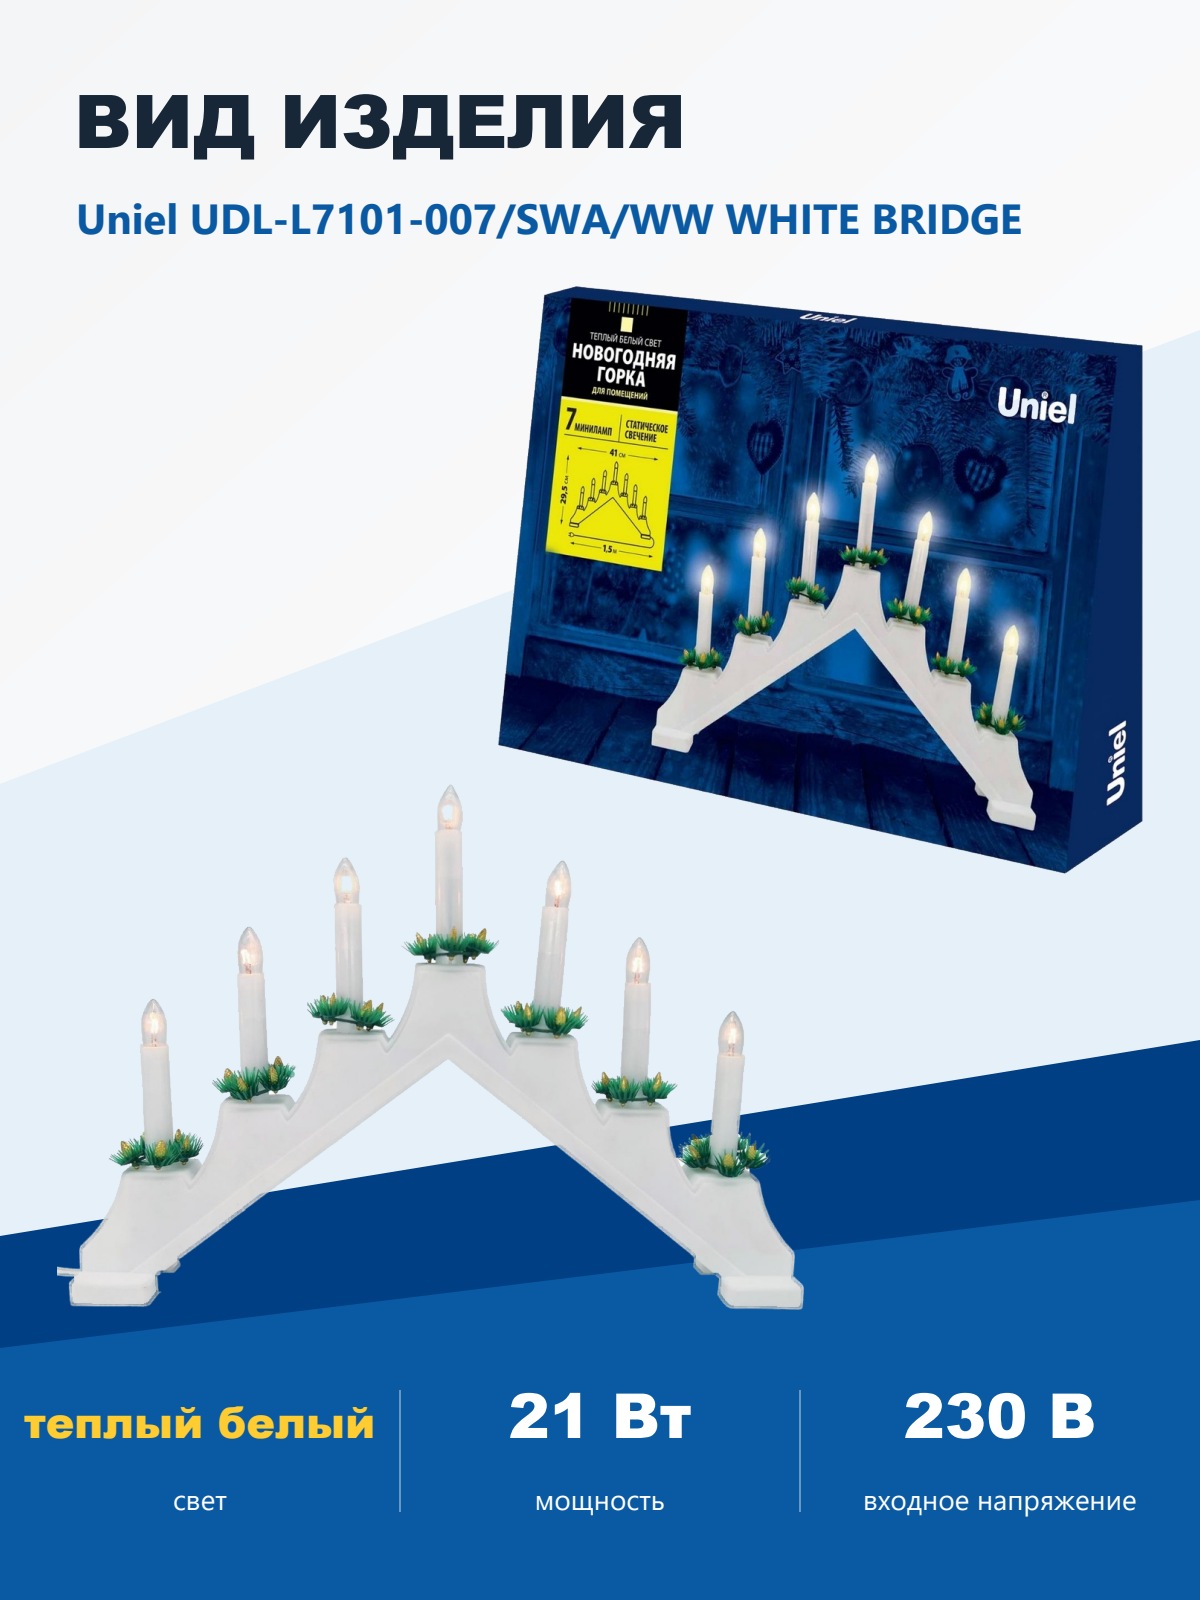 ВИД ИЗДЕЛИЯ
Uniel UDL-L7101-007/SWA/WW WHITE BRIDGE
Uniel
ТЕПЛЫЙ БЕЛЫЙ СВЕТ
НОВОГОДНЯЯ
ГОРКА
ДЛЯ ПОМЕЩЕНИЙ
7 МИНИЛАМП
СТАТИЧЕСКОЕ
СВЕЧЕНИЕ
41 СМ
29,5 СМ
1,5 М
Uniel
Uniel
теплый белый
свет
21 Вт
мощность
230 В
входное напряжение